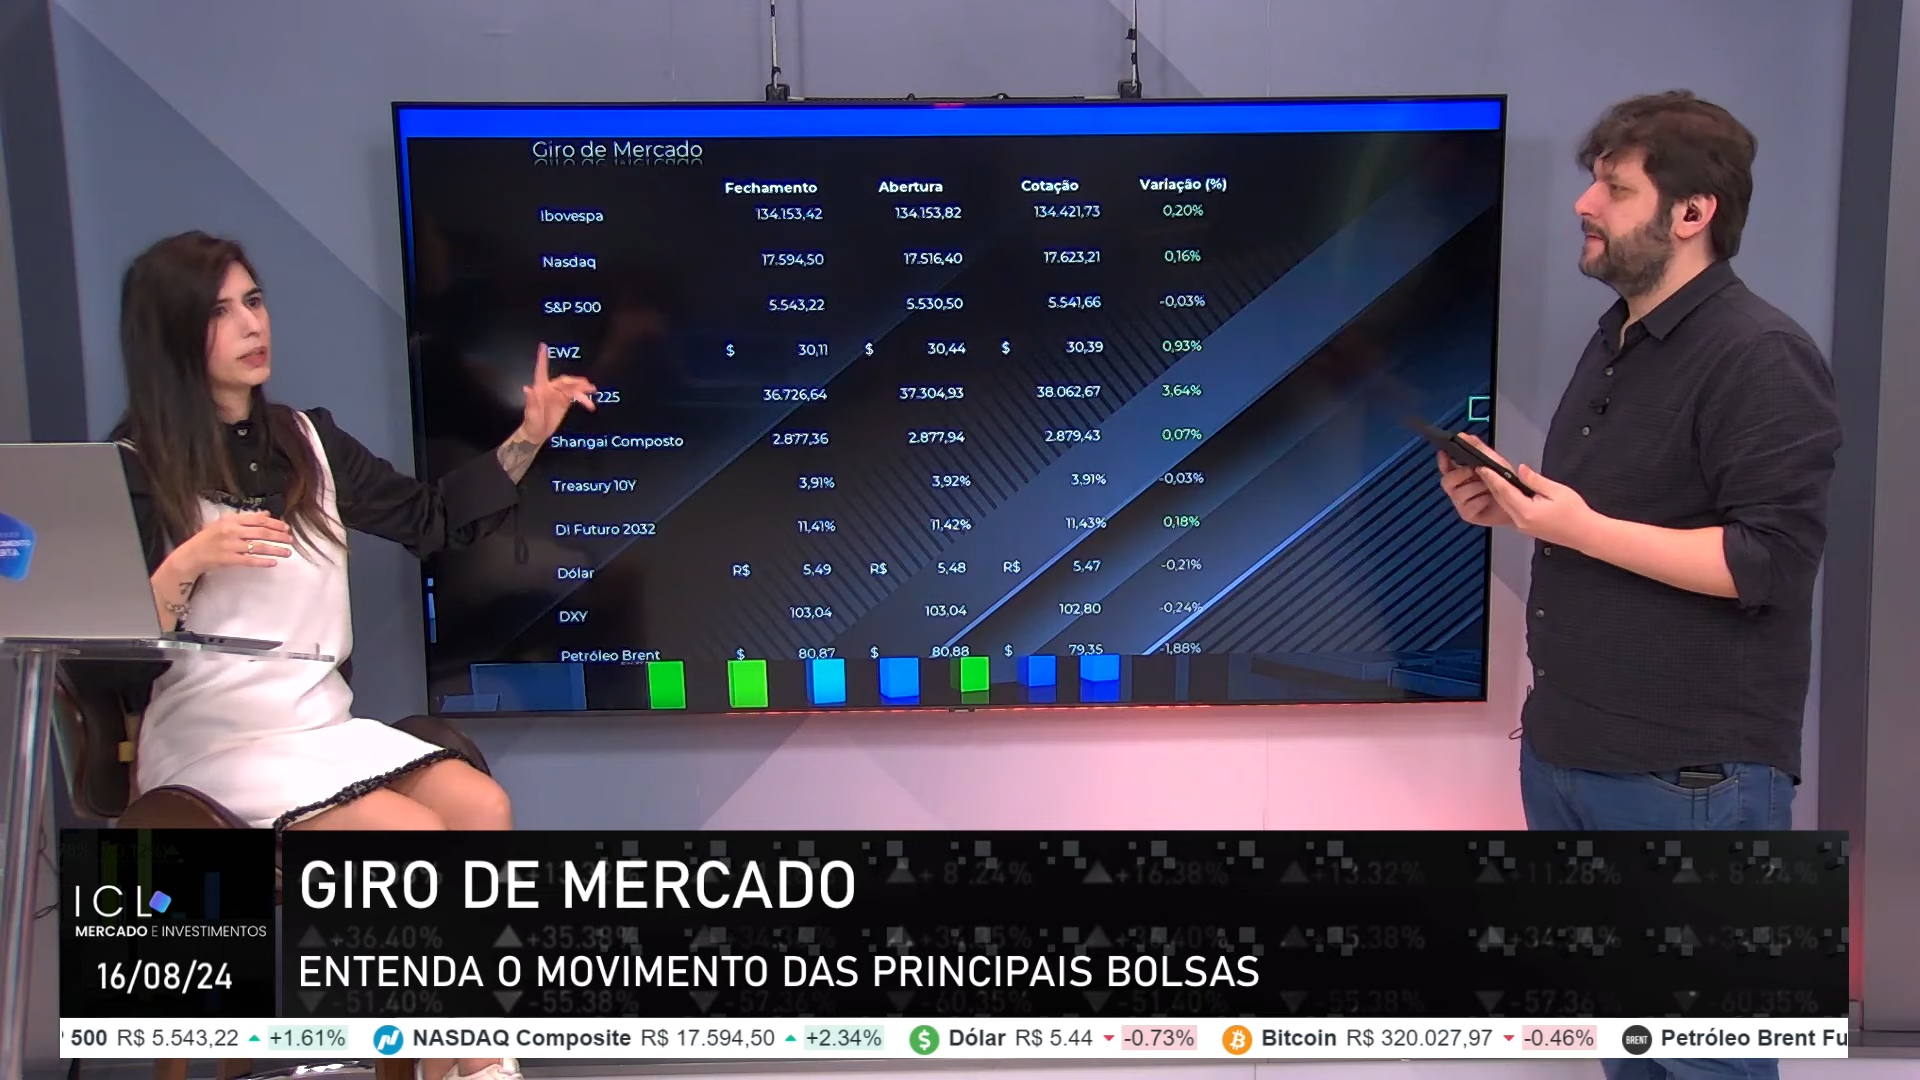 Giro de Mercado
Fechamento Abertura Cotação Variação (%)
Ibovespa 134.153,42 134.153,82 134.421,73 0,20%
Nasdaq 17.594,50 17.516,40 17.623,21 0,16%
S&P 500 5.543,22 5.530,50 5.541,66 -0,03%
EWZ $ 30,11 $ 30,44 $ 30,39 0,93%
225 36.726,64 37.304,93 38.062,67 3,64%
Shangai Composto 2.877,36 2.877,94 2.879,43 0,07%
Treasury 10Y 3,91% 3,92% 3,91% -0,03%
Di Futuro 2032 11,41% 11,42% 11,43% 0,18%
Dólar R$ 5,49 R$ 5,48 R$ 5,47 -0,21%
DXY 103,04 103,04 102,80 -0,24%
Petróleo Brent $ 80,87 $ 80,88 $ 79,35 -1,88%
ICL
MERCADO E INVESTIMENTOS
16/08/24
GIRO DE MERCADO
ENTENDA O MOVIMENTO DAS PRINCIPAIS BOLSAS
500 R$ 5.543,22 +1.61% NASDAQ Composite R$ 17.594,50 +2.34% Dólar R$ 5.44 -0.73% Bitcoin R$ 320.027,97 -0.46% BRENT Petróleo Brent Fu